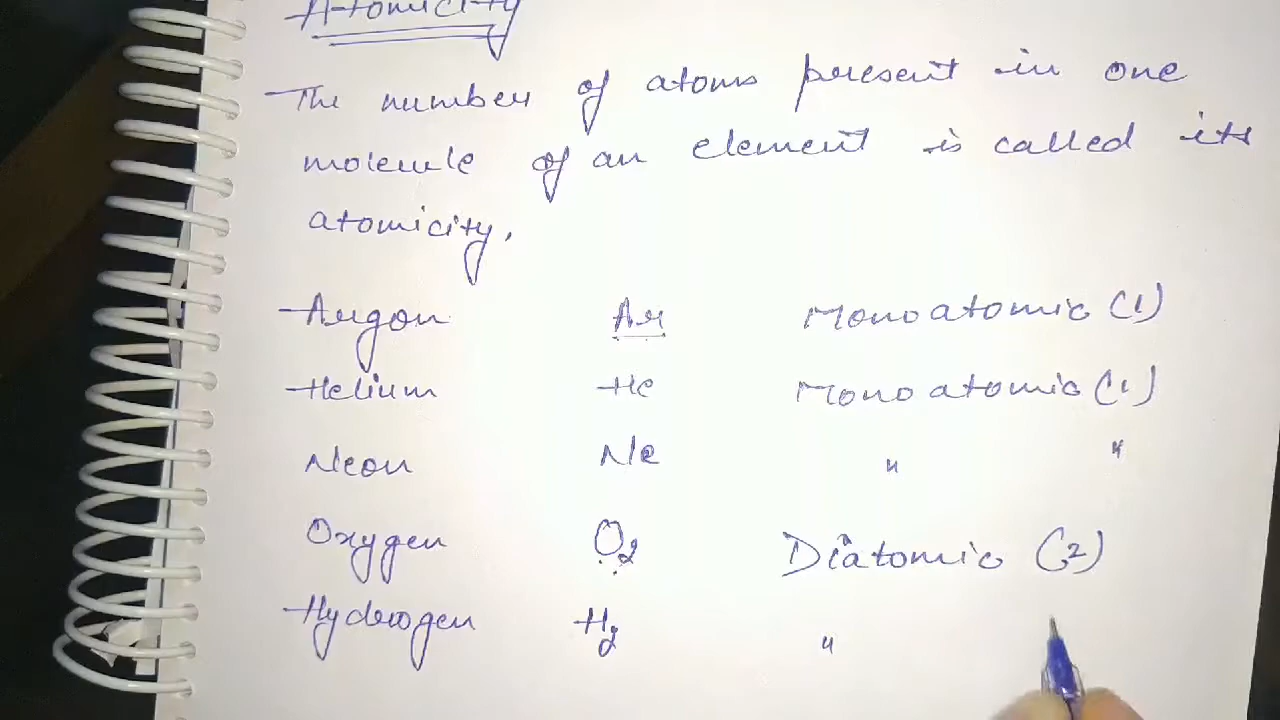 Atomicity
The number of atoms present in one
molecule of an element is called its
atomicity.
Argon Ar Monoatomic (1)
Helium He Monoatomic (1)
Neon Ne " "
Oxygen O₂ Diatomic (2)
Hydrogen H₂ "